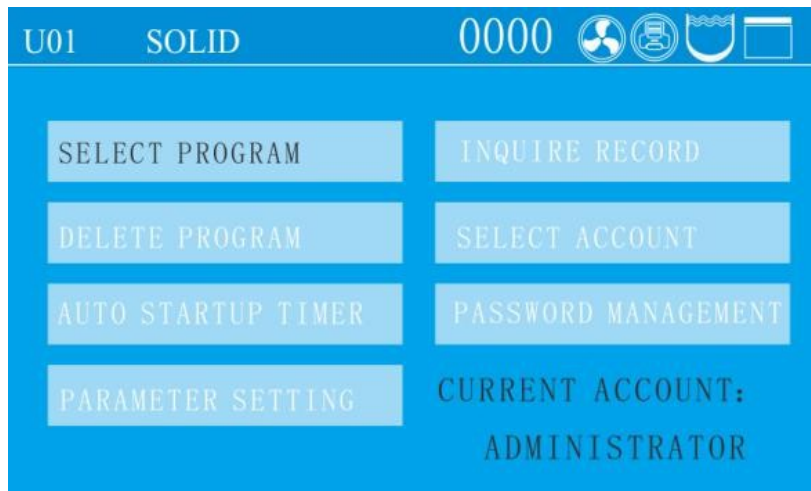 U01 SOLID 0000
SELECT PROGRAM
DELETE PROGRAM
AUTO STARTUP TIMER
PARAMETER SETTING
INQUIRE RECORD
SELECT ACCOUNT
PASSWORD MANAGEMENT
CURRENT ACCOUNT:
ADMINISTRATOR